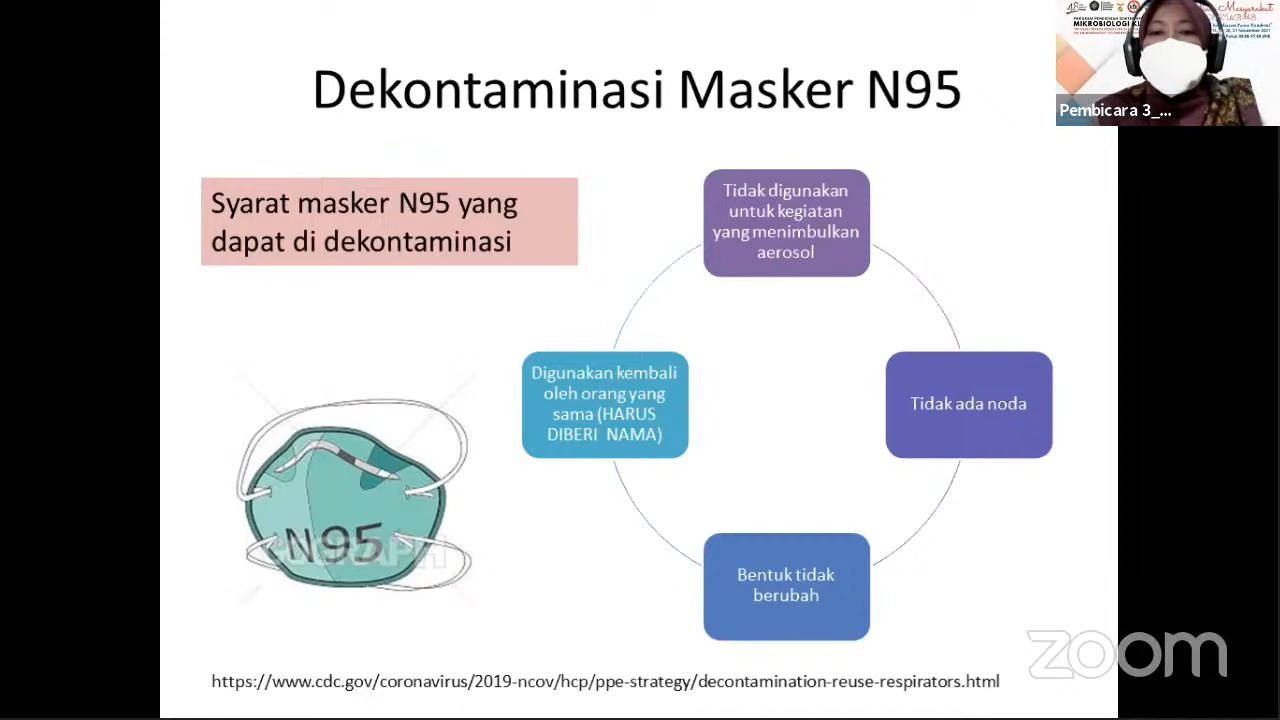 Dekontaminasi Masker N95
Syarat masker N95 yang
dapat di dekontaminasi
Tidak digunakan
untuk kegiatan
yang menimbulkan
aerosol
Tidak ada noda
Bentuk tidak
berubah
Digunakan kembali
oleh orang yang
sama (HARUS
DIBERI NAMA)
N95
https://www.cdc.gov/coronavirus/2019-ncov/hcp/ppe-strategy/decontamination-reuse-respirators.html
Masyarakat
MIKROBIOLOGI
Pembicara 3_...
zoom